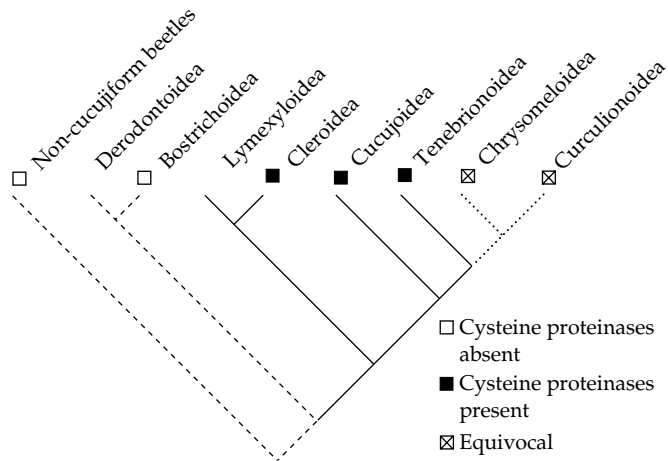 Non-cucujiform beetles
Derodontoidea
Bostrichoidea
Lymexyloidea
Cleroidea
Cucujoidea
Tenebrionoidea
Chrysomeloidea
Curculionoidea
Cysteine proteinases
absent
Cysteine proteinases
present
Equivocal